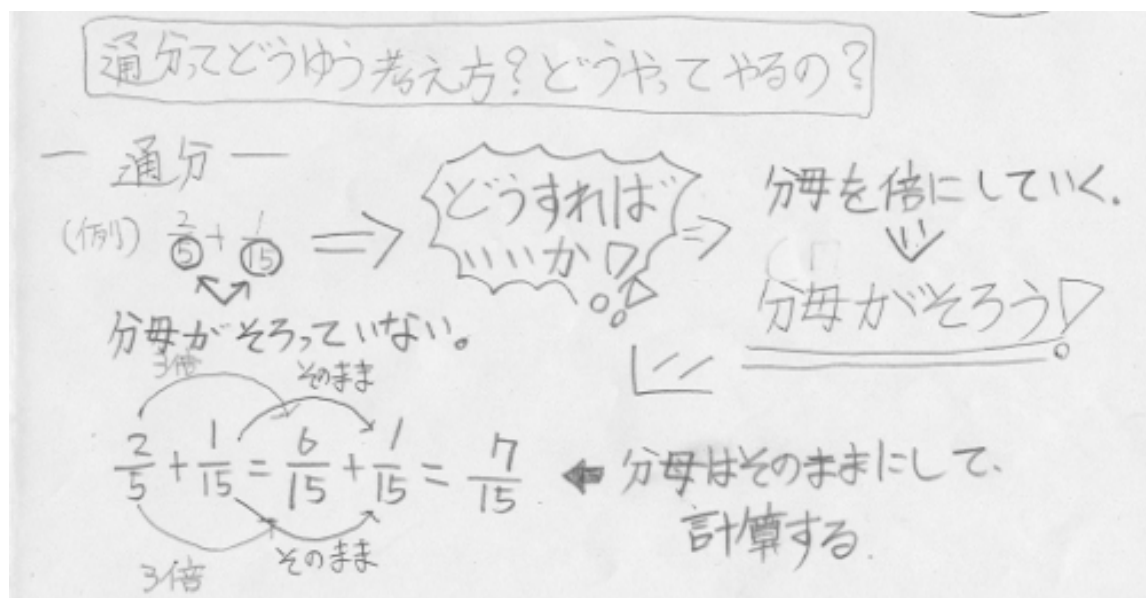 通分ってどうゆう考え方?どうやってやるの?
ー 通分 ー
(例) 2/5 + 1/15 ⇒
どうすれば
いいか!
⇒
分母を倍にしていく.
分母がそろう!
分母がそろっていない。
3倍
そのまま
2/5 + 1/15 = 6/15 + 1/15 = 7/15 ← 分母はそのままにして、
計算する.
3倍
そのまま